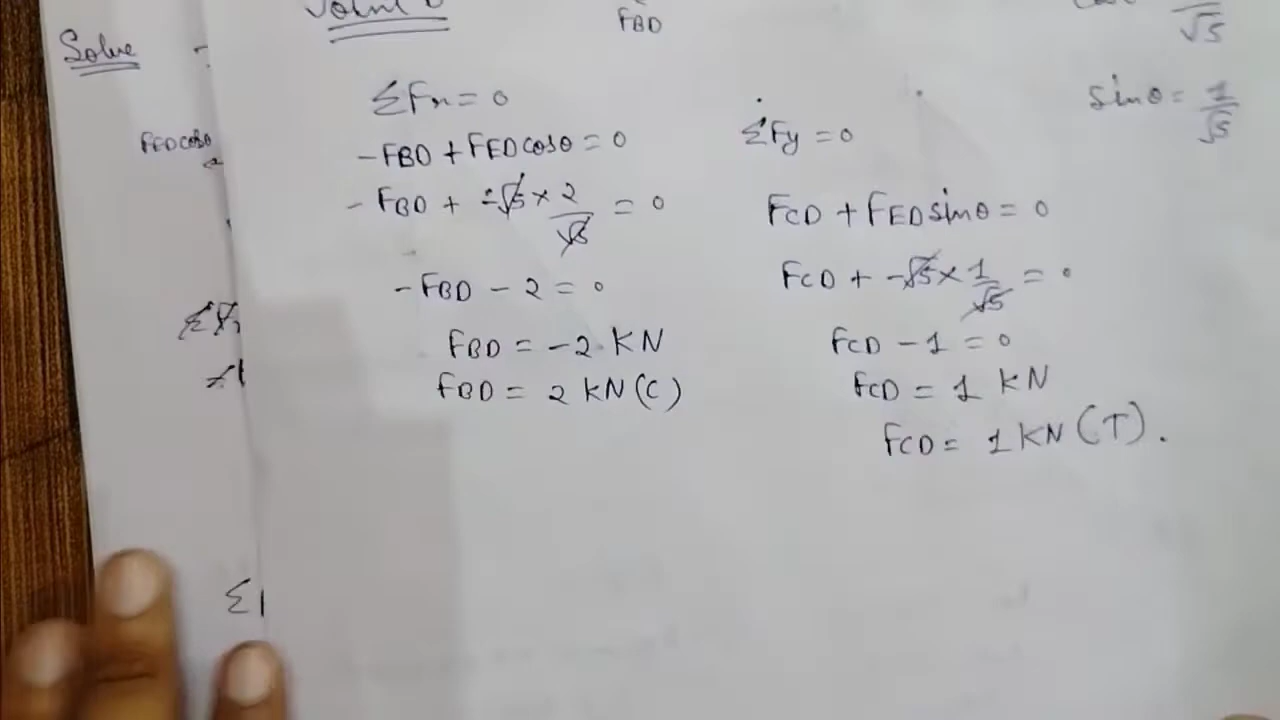 Solve
FBD
√5
sinθ = 1/√5
FEDcosθ
ΣFx = 0
-FBD + FEDcosθ = 0
-FBD + -√5 × 2/√5 = 0
-FBD - 2 = 0
FBD = -2 KN
FBD = 2 KN (C)
ΣFy = 0
FCD + FEDsinθ = 0
FCD + -√5 × 1/√5 = 0
FCD - 1 = 0
FCD = 1 KN
FCD = 1 KN (T).